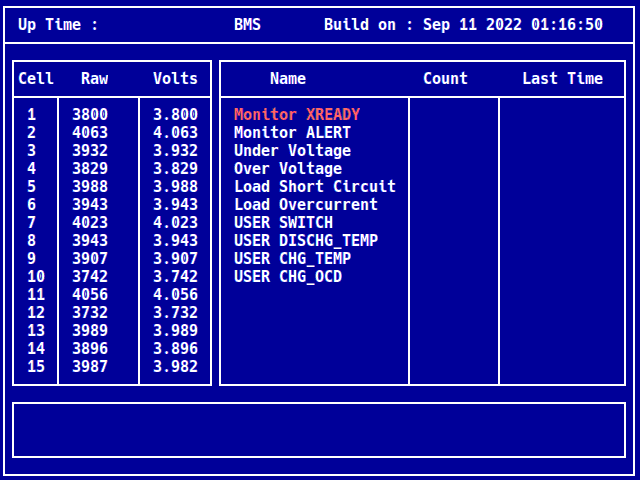 Up Time : BMS Build on : Sep 11 2022 01:16:50
Cell Raw Volts Name Count Last Time
1 3800 3.800 Monitor XREADY
2 4063 4.063 Monitor ALERT
3 3932 3.932 Under Voltage
4 3829 3.829 Over Voltage
5 3988 3.988 Load Short Circuit
6 3943 3.943 Load Overcurrent
7 4023 4.023 USER SWITCH
8 3943 3.943 USER DISCHG_TEMP
9 3907 3.907 USER CHG_TEMP
10 3742 3.742 USER CHG_OCD
11 4056 4.056
12 3732 3.732
13 3989 3.989
14 3896 3.896
15 3987 3.982